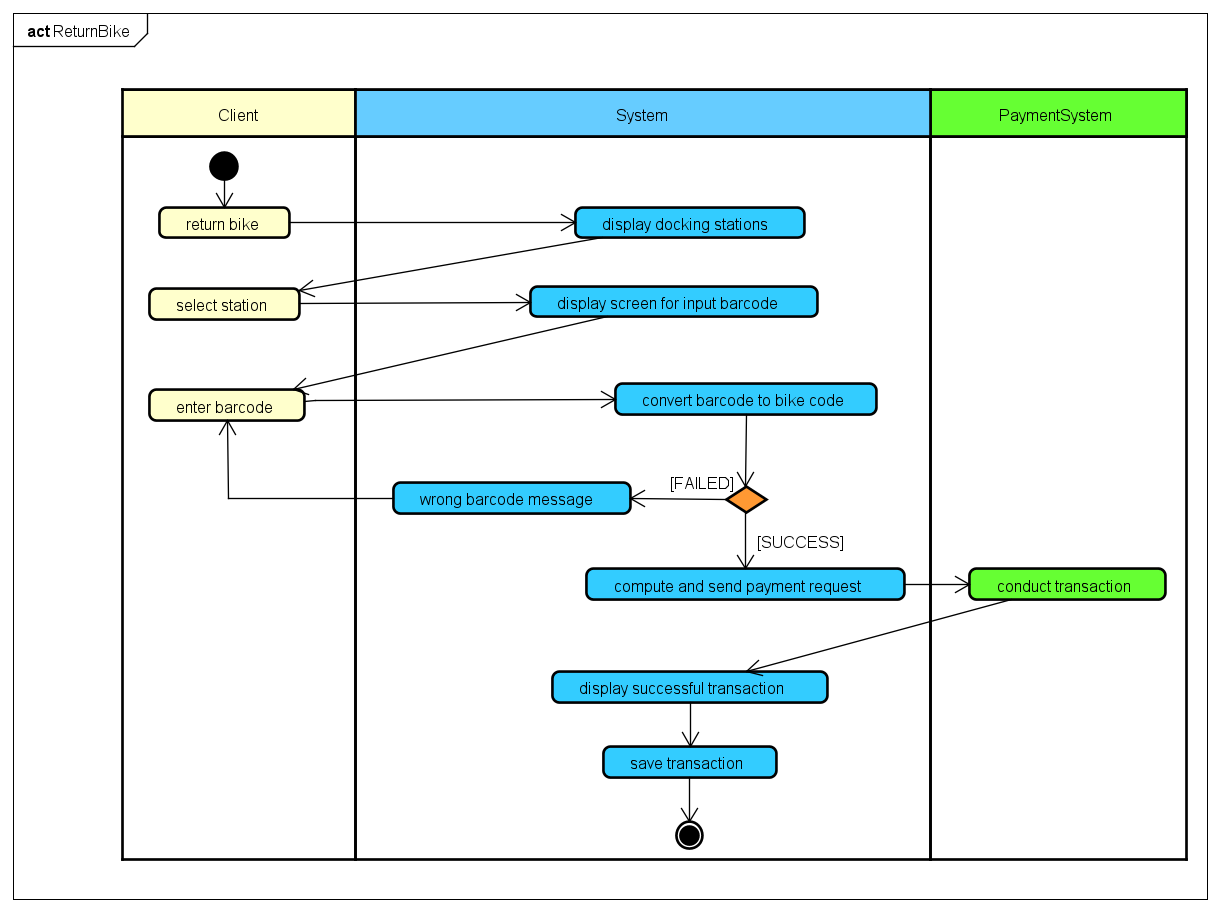 act ReturnBike
Client
System
PaymentSystem
return bike
display docking stations
select station
display screen for input barcode
enter barcode
convert barcode to bike code
[FAILED]
wrong barcode message
[SUCCESS]
compute and send payment request
conduct transaction
display successful transaction
save transaction